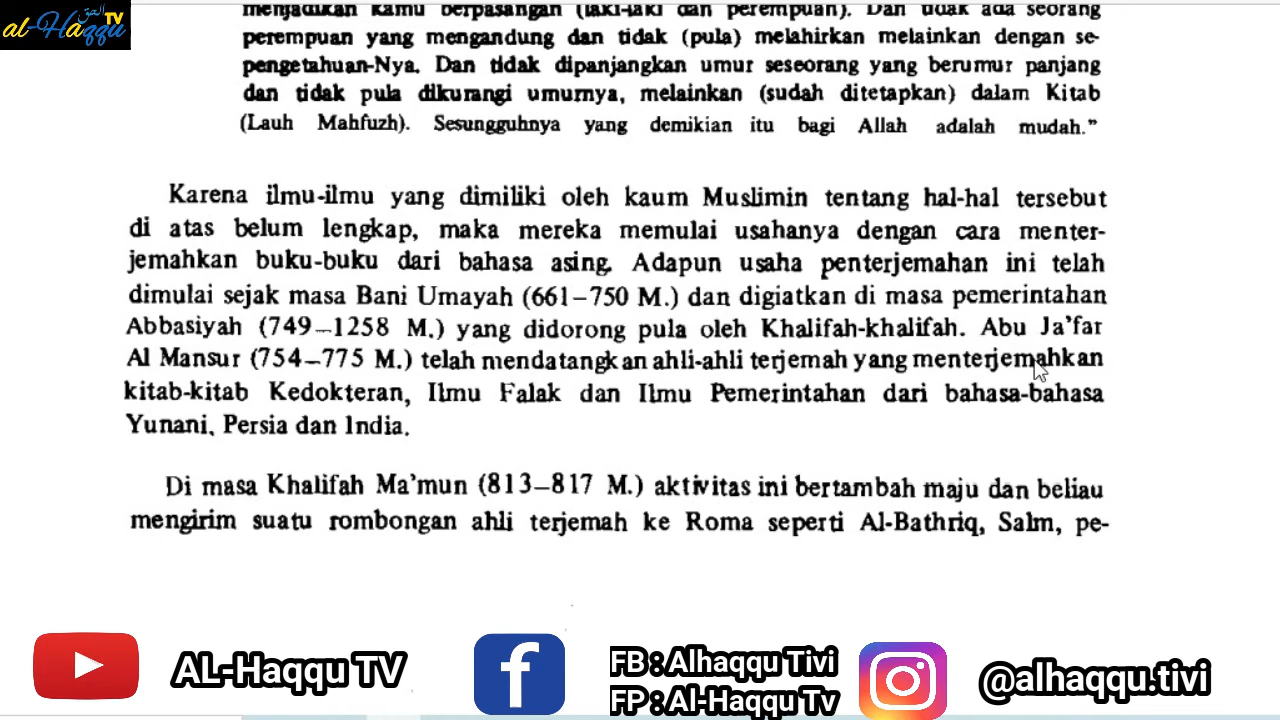 الحق TV
al-Haqqu
menjadikan kamu berpasangan (laki-laki dan perempuan). Dan tidak ada seorang
perempuan yang mengandung dan tidak (pula) melahirkan melainkan dengan se-
pengetahuan-Nya. Dan tidak dipanjangkan umur seseorang yang berumur panjang
dan tidak pula dikurangi umurnya, melainkan (sudah ditetapkan) dalam Kitab
(Lauh Mahfuzh). Sesungguhnya yang demikian itu bagi Allah adalah mudah."
Karena ilmu-ilmu yang dimiliki oleh kaum Muslimin tentang hal-hal tersebut
di atas belum lengkap, maka mereka memulai usahanya dengan cara menter-
jemahkan buku-buku dari bahasa asing. Adapun usaha penterjemahan ini telah
dimulai sejak masa Bani Umayah (661–750 M.) dan digiatkan di masa pemerintahan
Abbasiyah (749–1258 M.) yang didorong pula oleh Khalifah-khalifah. Abu Ja'far
Al Mansur (754–775 M.) telah mendatangkan ahli-ahli terjemah yang menterjemahkan
kitab-kitab Kedokteran, Ilmu Falak dan Ilmu Pemerintahan dari bahasa-bahasa
Yunani, Persia dan India.
Di masa Khalifah Ma'mun (813–817 M.) aktivitas ini bertambah maju dan beliau
mengirim suatu rombongan ahli terjemah ke Roma seperti Al-Bathriq, Salm, pe-
AL-Haqqu TV
FB : Alhaqqu Tivi
FP : Al-Haqqu Tv
@alhaqqu.tivi